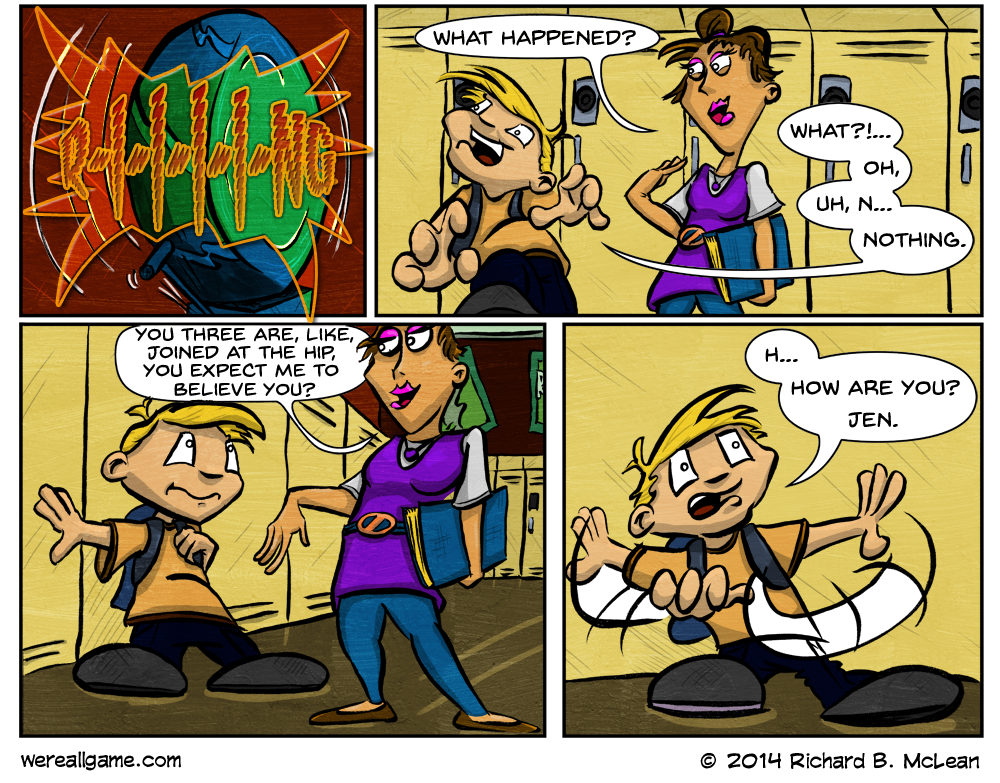 R-I-I-I-I-NG
WHAT HAPPENED?
WHAT?!...
OH,
UH, N...
NOTHING.
YOU THREE ARE, LIKE,
JOINED AT THE HIP,
YOU EXPECT ME TO
BELIEVE YOU?
H...
HOW ARE YOU?
JEN.
wereallgame.com
© 2014 Richard B. McLean